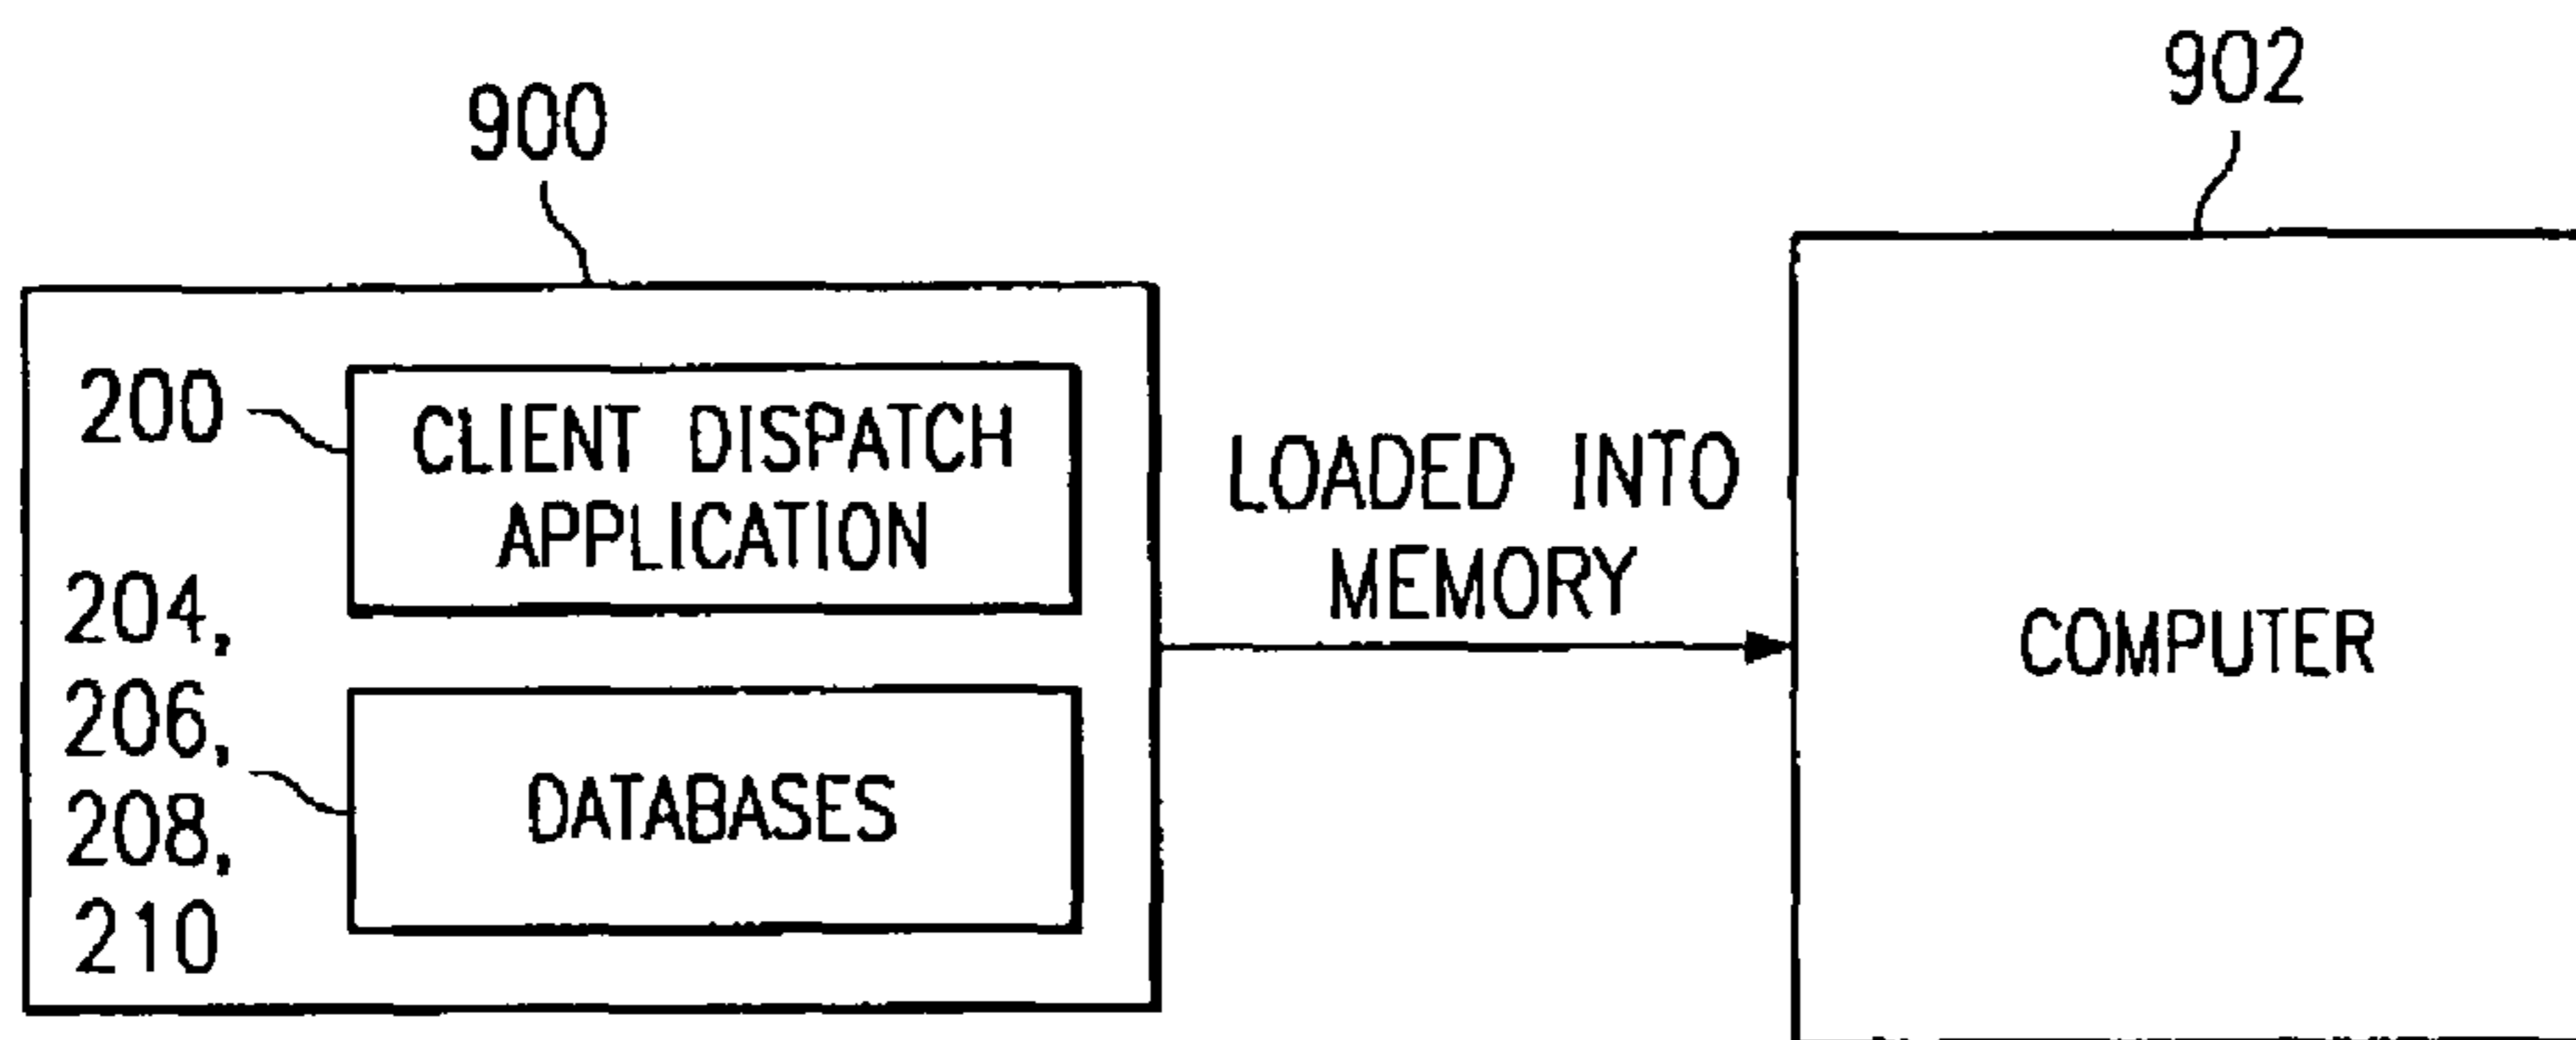 902
900
200
CLIENT DISPATCH
APPLICATION
LOADED INTO
MEMORY
204,
206,
208,
210
DATABASES
COMPUTER